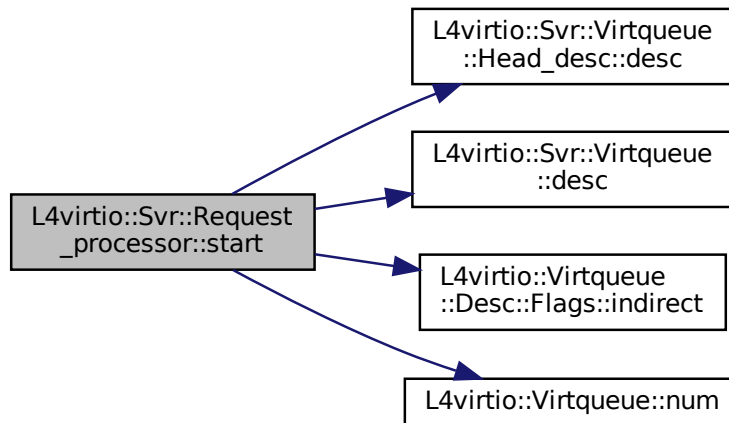 L4virtio::Svr::Virtqueue
::Head_desc::desc
L4virtio::Svr::Virtqueue
::desc
L4virtio::Svr::Request
_processor::start
L4virtio::Virtqueue
::Desc::Flags::indirect
L4virtio::Virtqueue::num